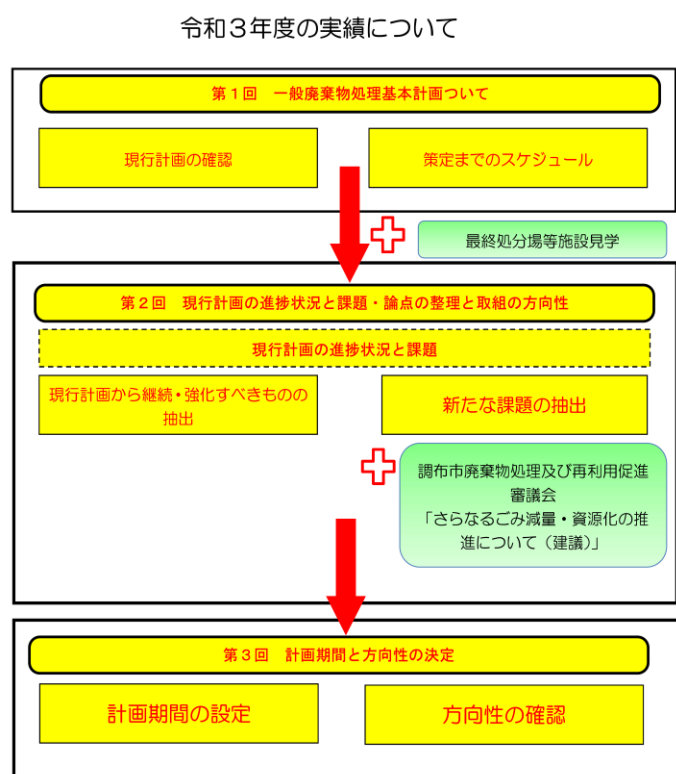 令和３年度の実績について
第１回　一般廃棄物処理基本計画ついて
現行計画の確認
策定までのスケジュール
最終処分場等施設見学
第２回　現行計画の進捗状況と課題・論点の整理と取組の方向性
現行計画の進捗状況と課題
現行計画から継続・強化すべきものの
抽出
新たな課題の抽出
調布市廃棄物処理及び再利用促進
審議会
「さらなるごみ減量・資源化の推
進について（建議）」
第３回　計画期間と方向性の決定
計画期間の設定
方向性の確認